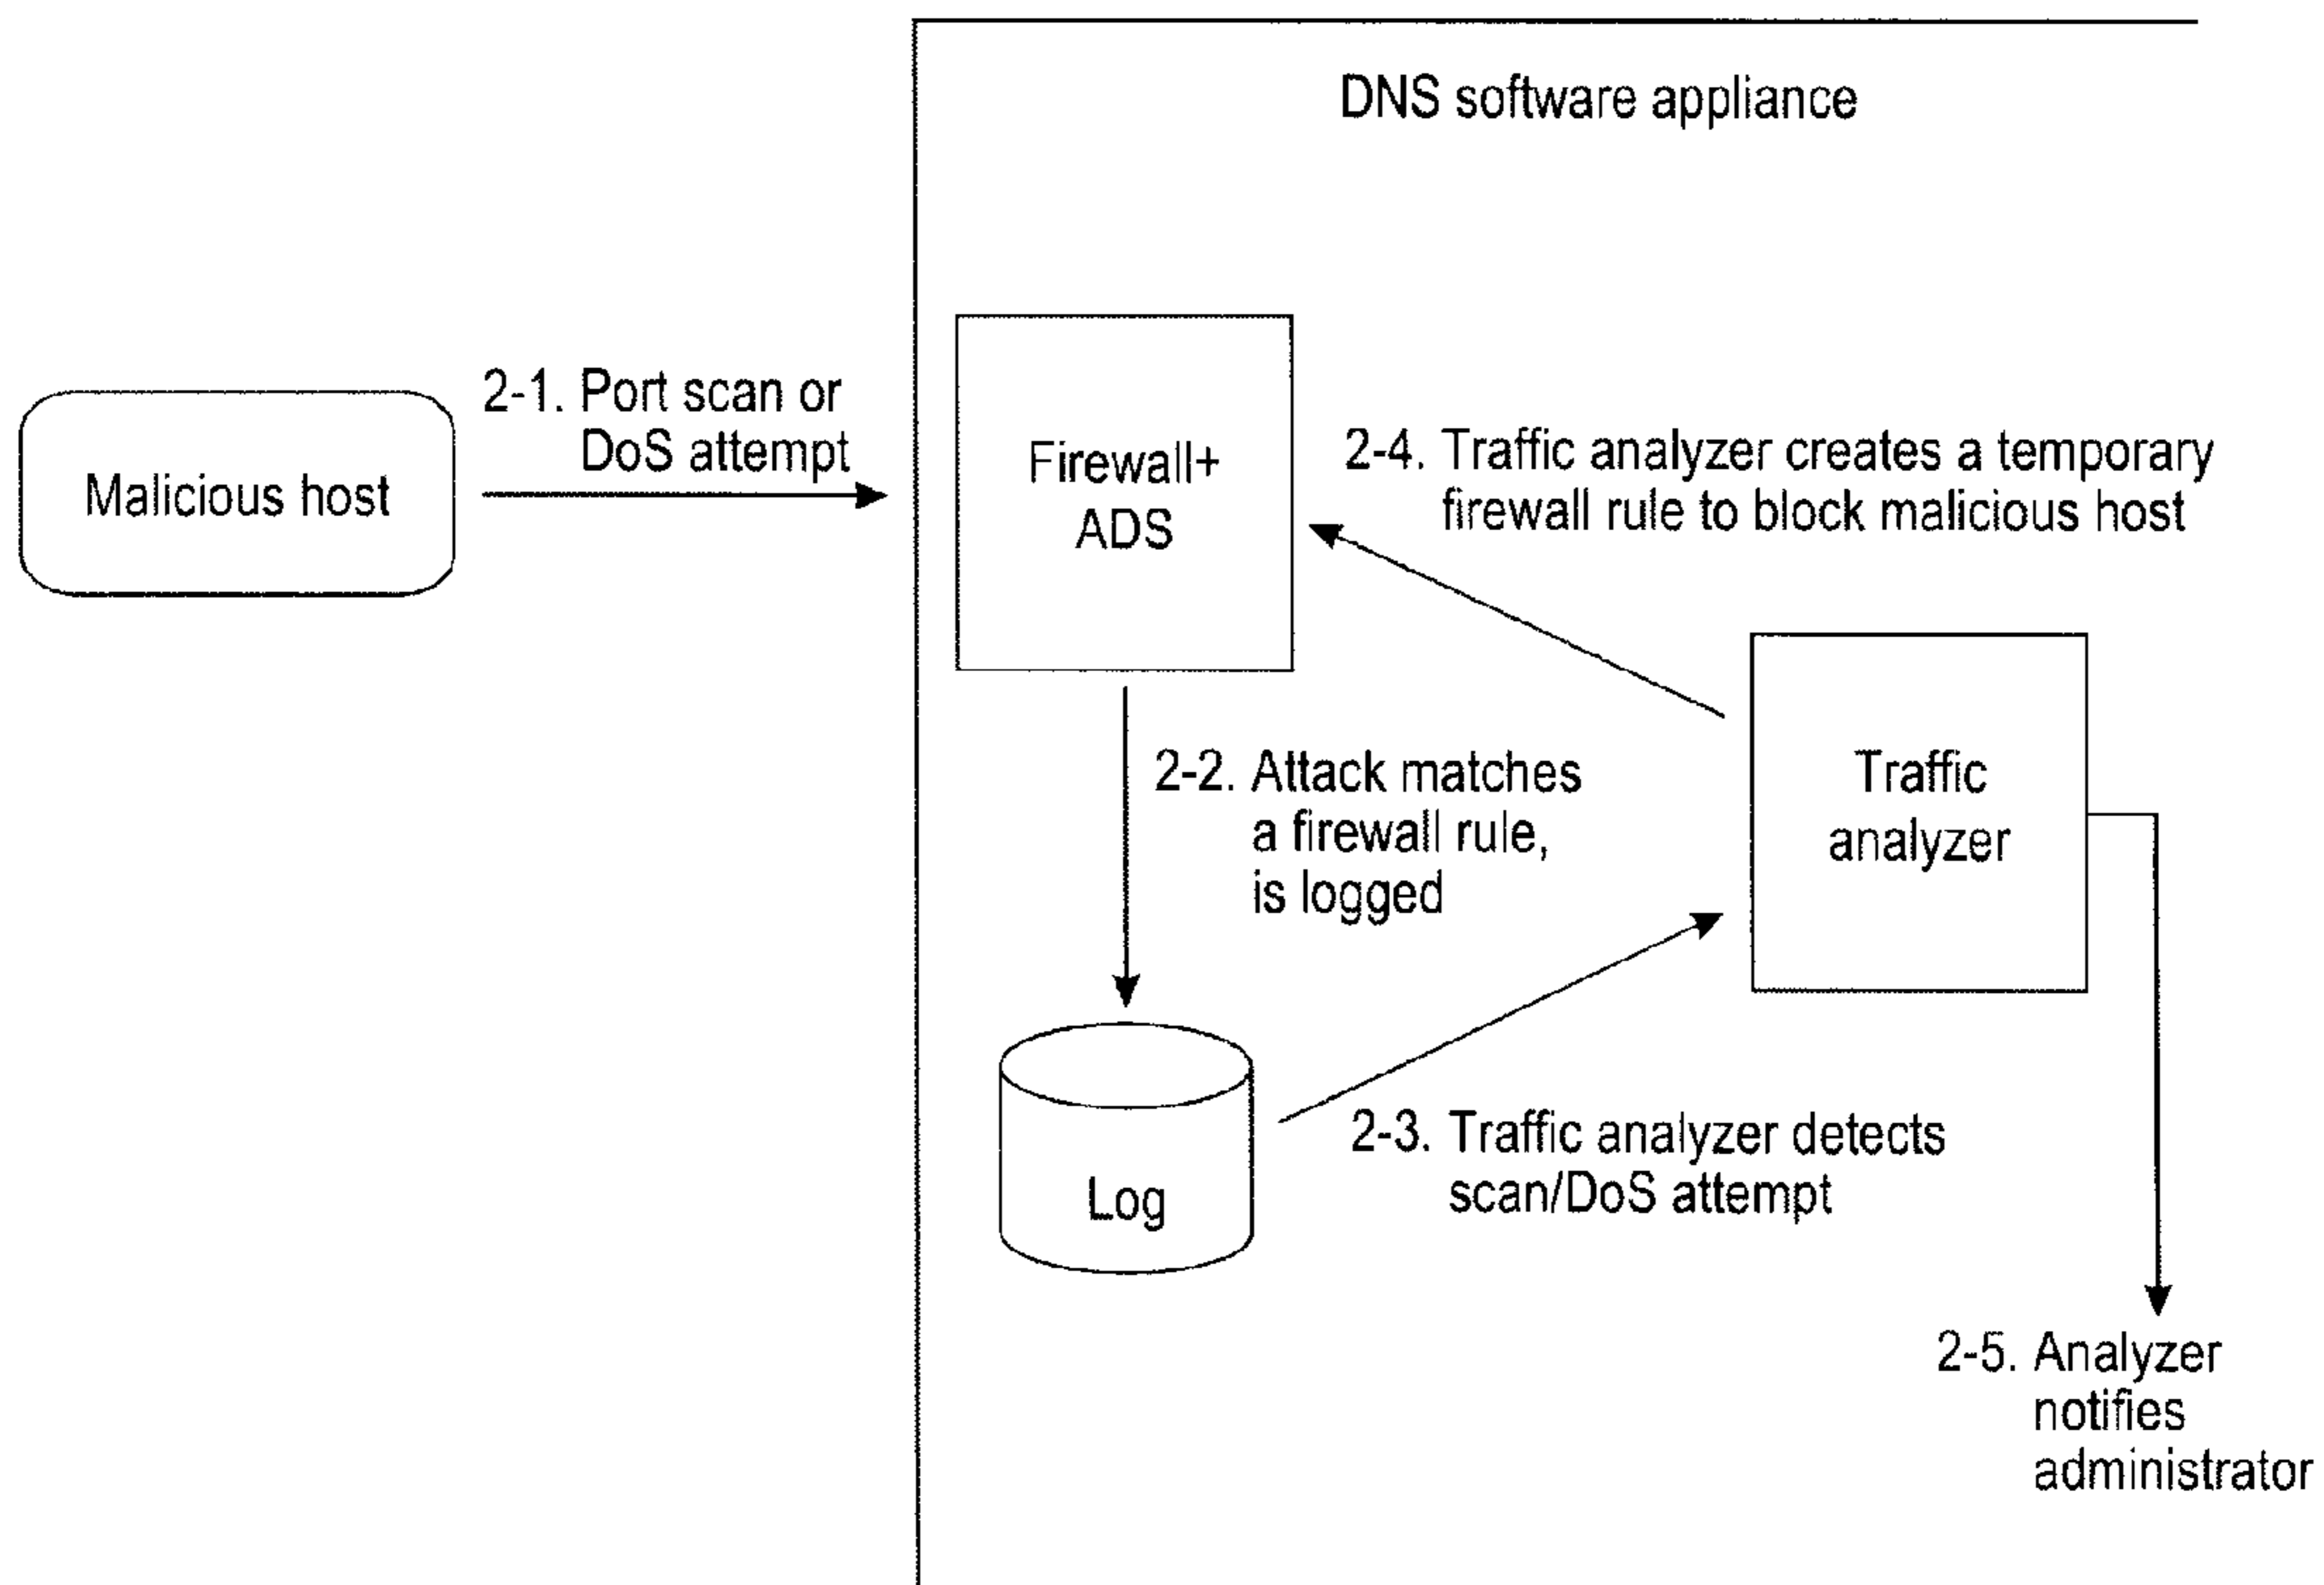 DNS software appliance
2-1. Port scan or
DoS attempt
Malicious host
Firewall+
ADS
2-4. Traffic analyzer creates a temporary
firewall rule to block malicious host
2-2. Attack matches
a firewall rule,
is logged
Traffic
analyzer
Log
2-3. Traffic analyzer detects
scan/DoS attempt
2-5. Analyzer
notifies
administrator